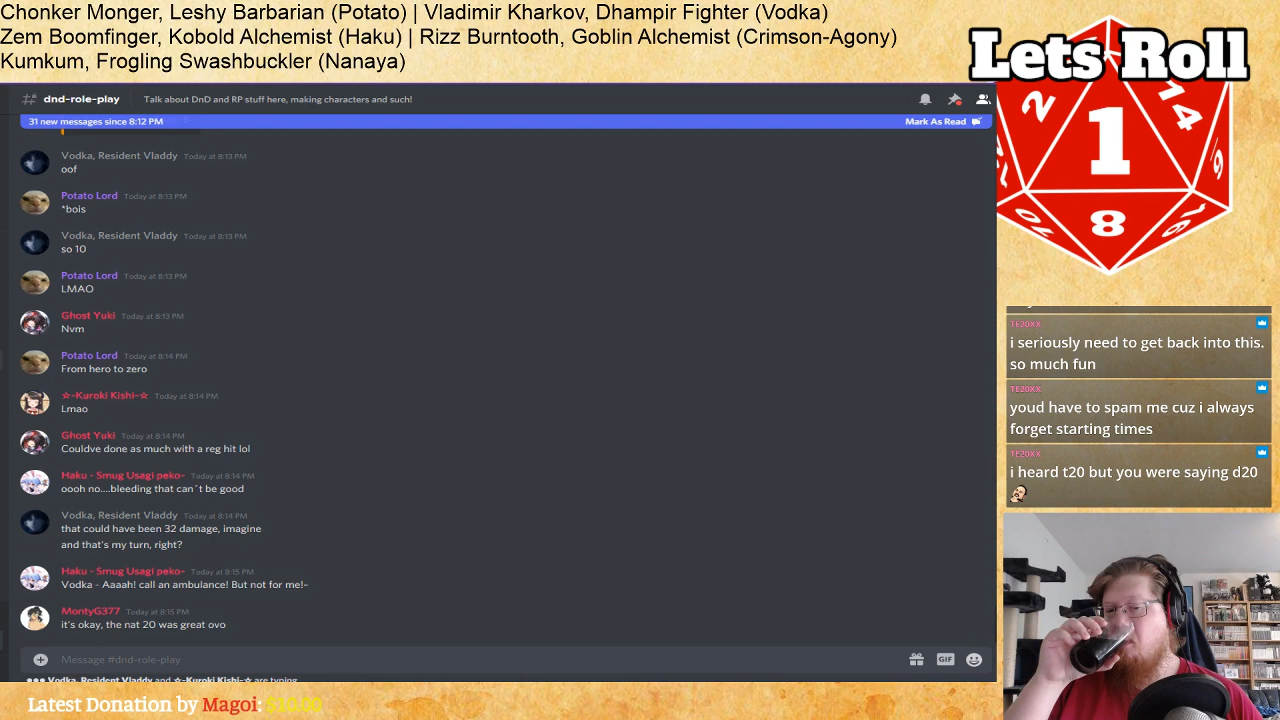 Chonker Monger, Leshy Barbarian (Potato) | Vladimir Kharkov, Dhampir Fighter (Vodka)
Zem Boomfinger, Kobold Alchemist (Haku) | Rizz Burntooth, Goblin Alchemist (Crimson-Agony)
Kumkum, Frogling Swashbuckler (Nanaya)
Lets Roll
2
14
1
8
dnd-role-play Talk about DnD and RP stuff here, making characters and such!
31 new messages since 8:12 PM Mark As Read
Vodka, Resident Vladdy Today at 8:13 PM
oof
Potato Lord Today at 8:13 PM
*bois
Vodka, Resident Vladdy Today at 8:13 PM
so 10
Potato Lord Today at 8:13 PM
LMAO
Ghost Yuki Today at 8:13 PM
Nvm
Potato Lord Today at 8:14 PM
From hero to zero
☆~Kuroki Kishi~☆ Today at 8:14 PM
Lmao
Ghost Yuki Today at 8:14 PM
Couldve done as much with a reg hit lol
Haku - Smug Usagi peko~ Today at 8:14 PM
oooh no....bleeding that can´t be good
Vodka, Resident Vladdy Today at 8:14 PM
that could have been 32 damage, imagine
and that's my turn, right?
Haku - Smug Usagi peko~ Today at 8:15 PM
Vodka - Aaaah! call an ambulance! But not for me!~
MontyG377 Today at 8:15 PM
it's okay, the nat 20 was great ovo
Message #dnd-role-play
GIF
Vodka, Resident Vladdy and ☆~Kuroki Kishi~☆ are typing
TE20XX
i seriously need to get back into this.
so much fun
TE20XX
youd have to spam me cuz i always
forget starting times
TE20XX
i heard t20 but you were saying d20
Latest Donation by Magoi: $10.00